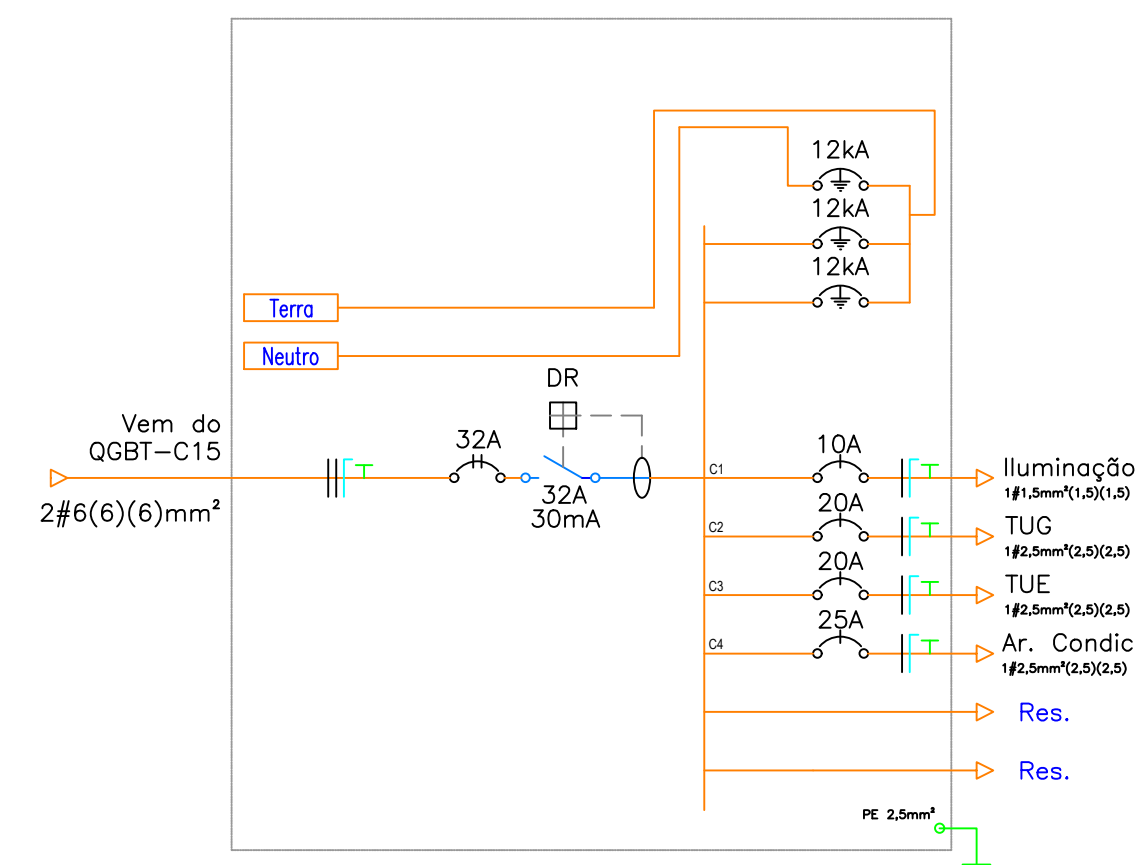 12kA
12kA
12kA
Terra
Neutro
DR
Vem do
QGBT-C15
2#6(6)(6)mm²
32A
32A
30mA
C1
10A
Iluminação
1#1,5mm²(1,5)(1,5)
C2
20A
TUG
1#2,5mm²(2,5)(2,5)
C3
20A
TUE
1#2,5mm²(2,5)(2,5)
C4
25A
Ar. Condic
1#2,5mm²(2,5)(2,5)
Res.
Res.
PE 2,5mm²